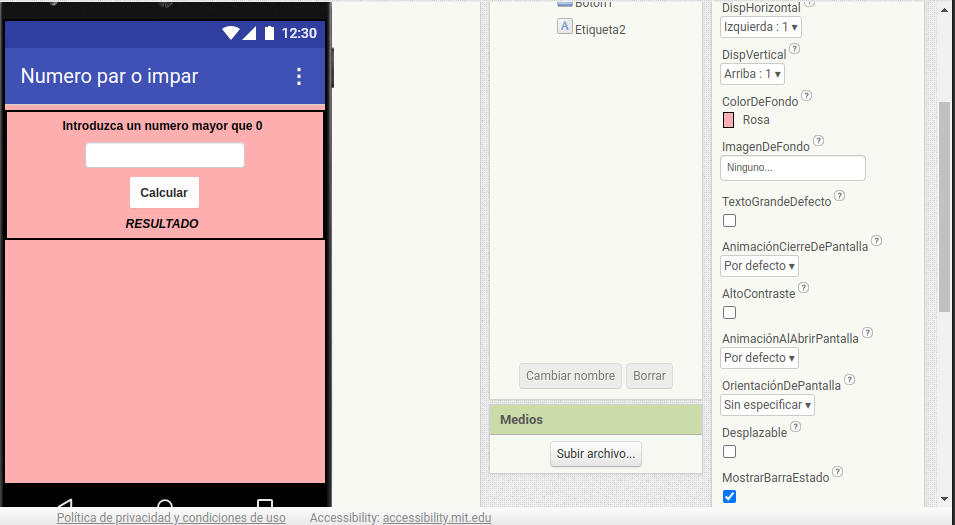 12:30
Numero par o impar
Introduzca un numero mayor que 0
Calcular
RESULTADO
Botón1
A Etiqueta2
Cambiar nombre Borrar
Medios
Subir archivo...
DispHorizontal ?
Izquierda : 1 ▾
DispVertical ?
Arriba : 1 ▾
ColorDeFondo ?
Rosa
ImagenDeFondo ?
Ninguno...
TextoGrandeDefecto ?
AnimaciónCierreDePantalla ?
Por defecto ▾
AltoContraste ?
AnimaciónAlAbrirPantalla ?
Por defecto ▾
OrientaciónDePantalla ?
Sin especificar ▾
Desplazable ?
MostrarBarraEstado ?
Política de privacidad y condiciones de uso Accessibility: accessibility.mit.edu